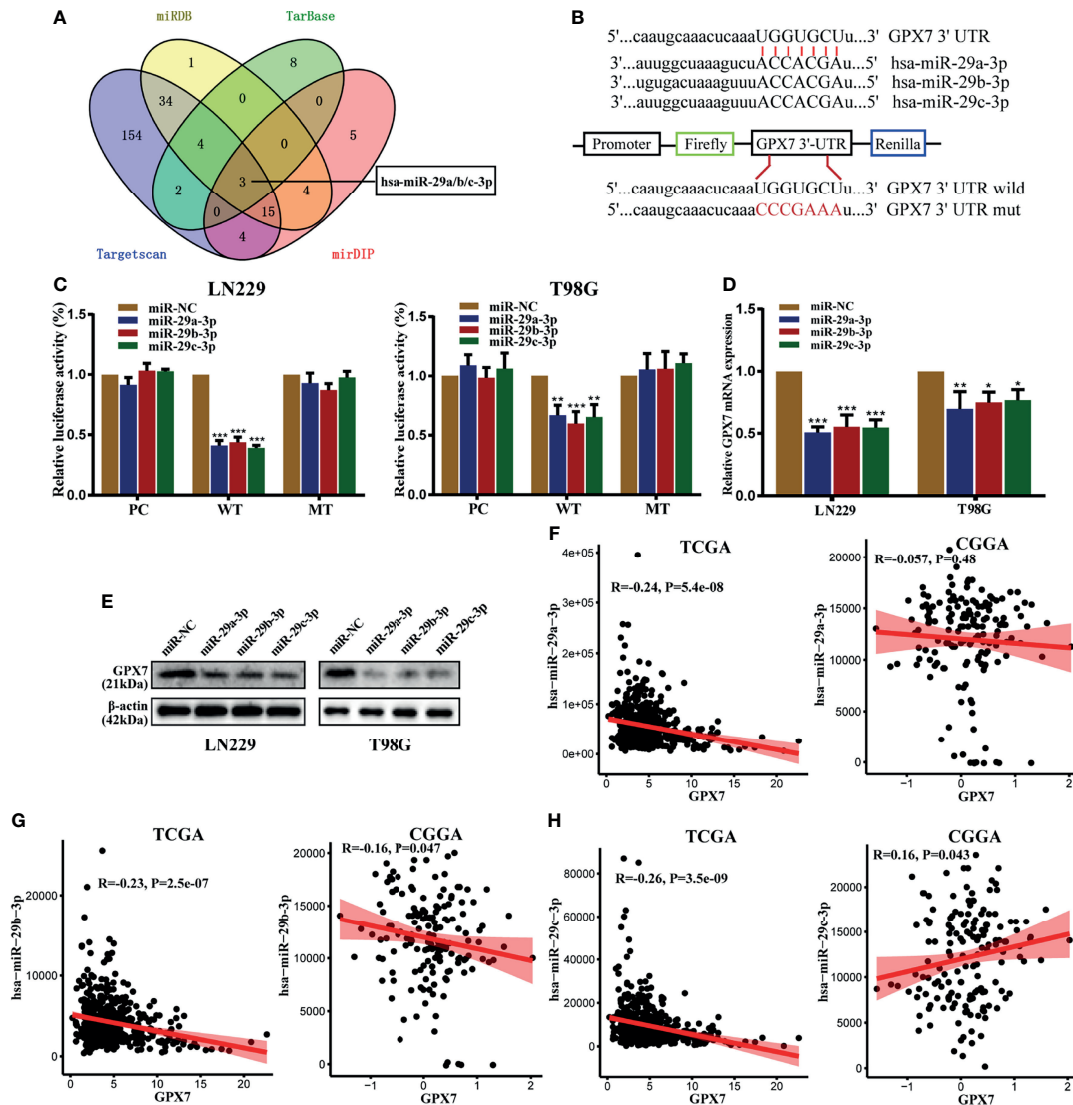 A
miRDB
TarBase
1
8
34
0
0
154
4
0
5
2
3
4
0
15
4
hsa-miR-29a/b/c-3p
Targetscan
mirDIP
B
5'...caaugcaaacucaaaUGGUGCUu...3' GPX7 3' UTR
3'...auuggcuaaagucuACCACGAu...5' hsa-miR-29a-3p
3'...ugugacuaaaguuuACCACGAu...5' hsa-miR-29b-3p
3'...auuggcuaaaguuuACCACGAu...5' hsa-miR-29c-3p
Promoter Firefly GPX7 3'-UTR Renilla
5'...caaugcaaacucaaaUGGUGCUu...3' GPX7 3' UTR wild
5'...caaugcaaacucaaaCCCGAAAu...3' GPX7 3' UTR mut
C
LN229
Relative luciferase activity (%)
1.5
1.0
0.5
0.0
miR-NC
miR-29a-3p
miR-29b-3p
miR-29c-3p
*** *** ***
PC WT MT
T98G
Relative luciferase activity (%)
1.5
1.0
0.5
0.0
miR-NC
miR-29a-3p
miR-29b-3p
miR-29c-3p
** *** **
PC WT MT
D
Relative GPX7 mRNA expression
1.5
1.0
0.5
0.0
miR-NC
miR-29a-3p
miR-29b-3p
miR-29c-3p
*** *** ***
** * *
LN229 T98G
E
miR-NC miR-29a-3p miR-29b-3p miR-29c-3p
miR-NC miR-29a-3p miR-29b-3p miR-29c-3p
GPX7
(21kDa)
β-actin
(42kDa)
LN229 T98G
F
TCGA
R=-0.24, P=5.4e-08
hsa-miR-29a-3p
4e+05
3e+05
2e+05
1e+05
0e+00
0 5 10 15 20
GPX7
CGGA
R=-0.057, P=0.48
hsa-miR-29a-3p
20000
15000
10000
5000
0
−1 0 1 2
GPX7
G
TCGA
R=-0.23, P=2.5e-07
hsa-miR-29b-3p
20000
10000
0
0 5 10 15 20
GPX7
CGGA
R=-0.16, P=0.047
hsa-miR-29b-3p
20000
15000
10000
5000
0
−1 0 1 2
GPX7
H
TCGA
R=-0.26, P=3.5e-09
hsa-miR-29c-3p
80000
60000
40000
20000
0
0 5 10 15 20
GPX7
CGGA
R=0.16, P=0.043
hsa-miR-29c-3p
20000
15000
10000
5000
0
−1 0 1 2
GPX7